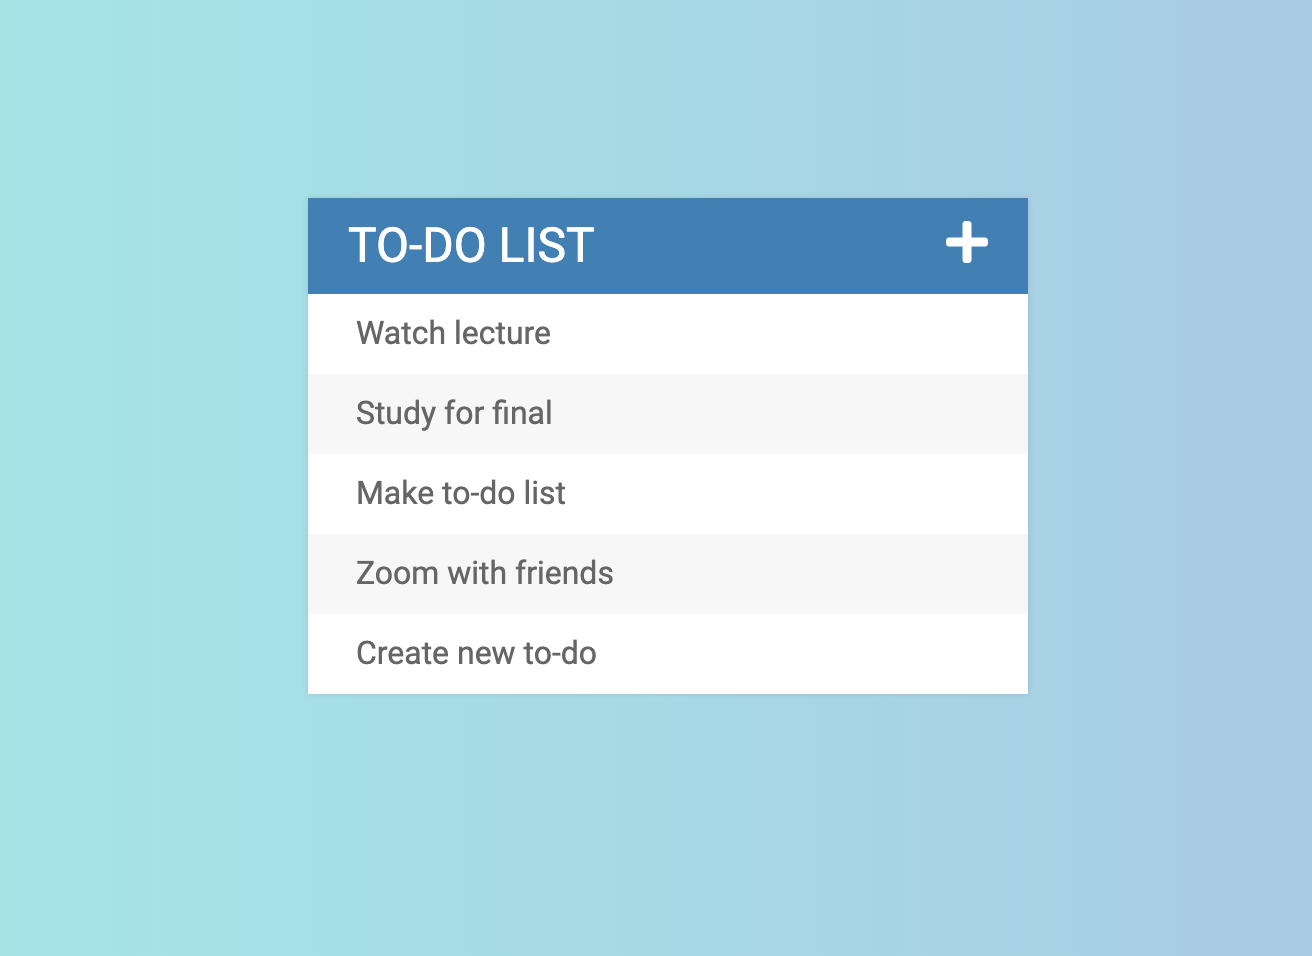 TO-DO LIST
Watch lecture
Study for final
Make to-do list
Zoom with friends
Create new to-do